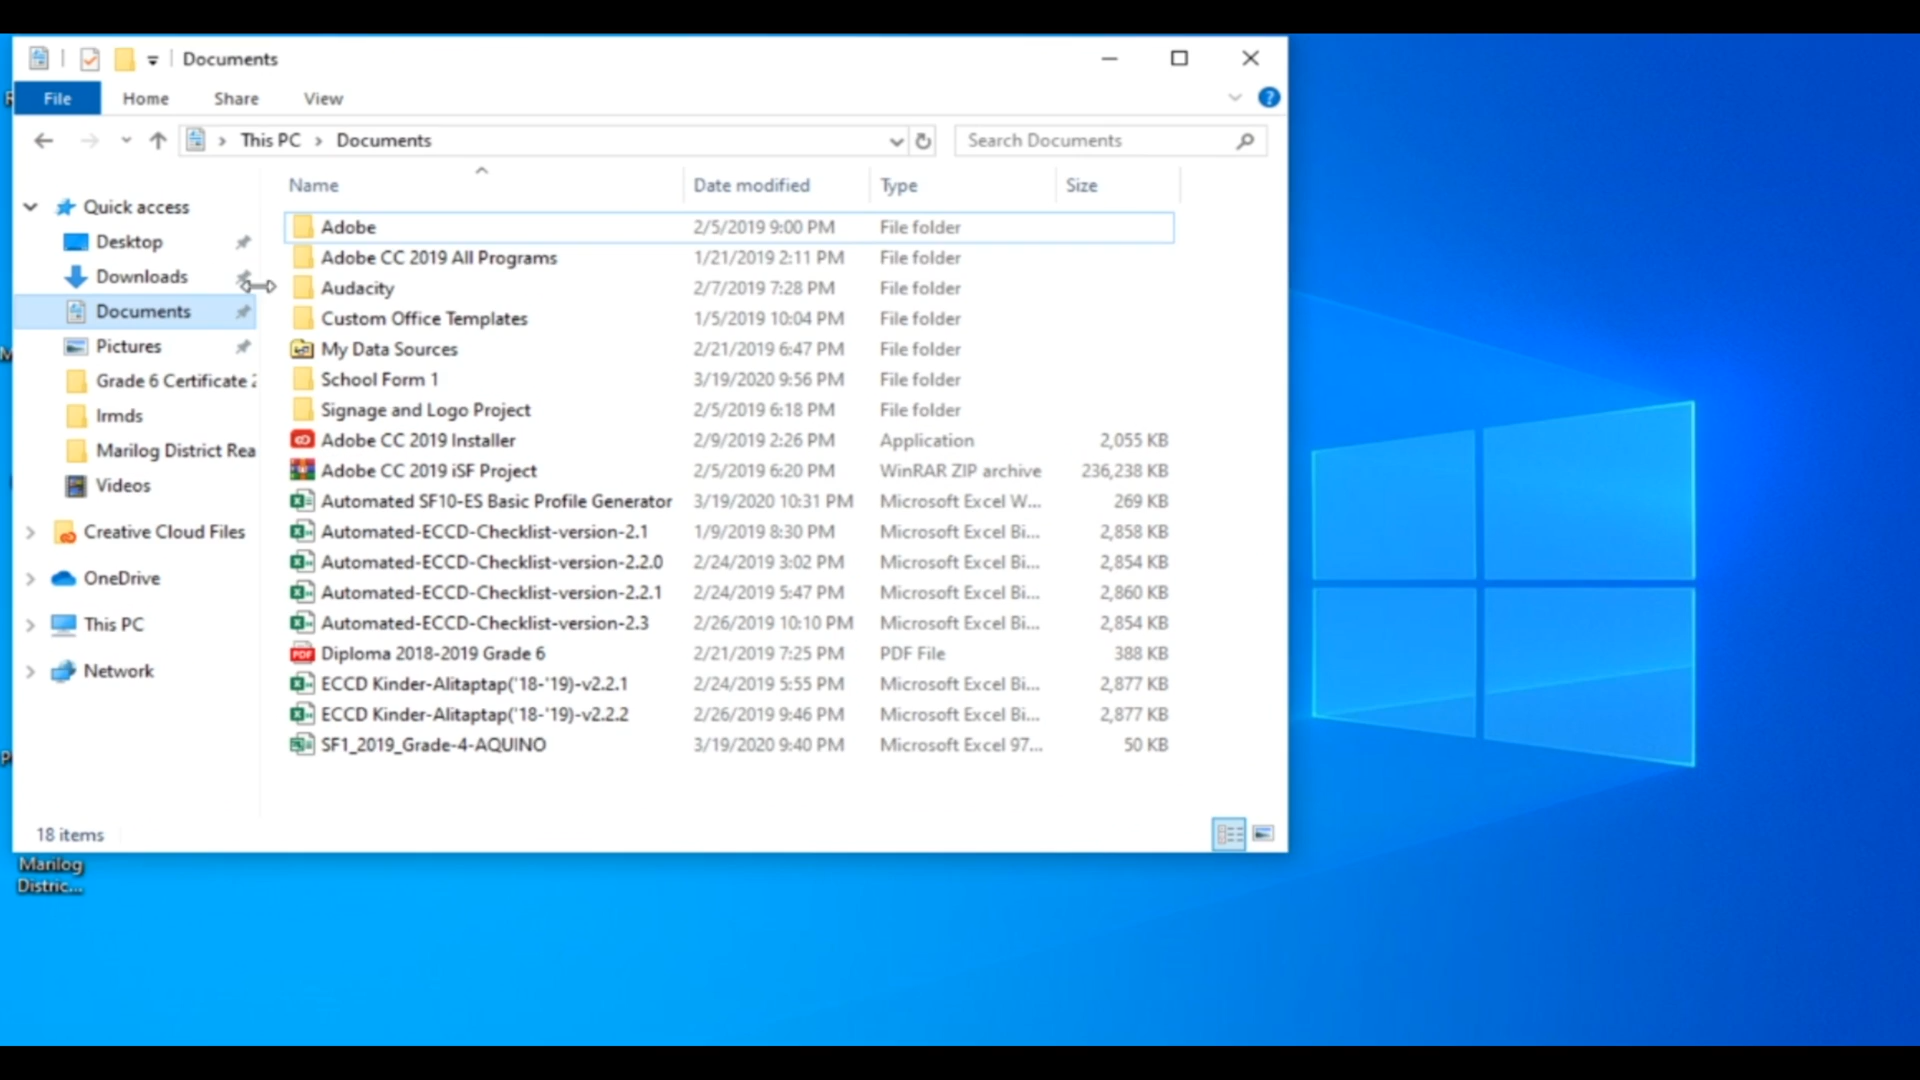 Documents
File Home Share View
This PC > Documents
Search Documents
Name Date modified Type Size
Quick access
Desktop
Downloads
Documents
Pictures
Grade 6 Certificate 2
lrmds
Marilog District Rea
Videos
Creative Cloud Files
OneDrive
This PC
Network
Adobe 2/5/2019 9:00 PM File folder
Adobe CC 2019 All Programs 1/21/2019 2:11 PM File folder
Audacity 2/7/2019 7:28 PM File folder
Custom Office Templates 1/5/2019 10:04 PM File folder
My Data Sources 2/21/2019 6:47 PM File folder
School Form 1 3/19/2020 9:56 PM File folder
Signage and Logo Project 2/5/2019 6:18 PM File folder
Adobe CC 2019 Installer 2/9/2019 2:26 PM Application 2,055 KB
Adobe CC 2019 iSF Project 2/5/2019 6:20 PM WinRAR ZIP archive 236,238 KB
Automated SF10-ES Basic Profile Generator 3/19/2020 10:31 PM Microsoft Excel W... 269 KB
Automated-ECCD-Checklist-version-2.1 1/9/2019 8:30 PM Microsoft Excel Bi... 2,858 KB
Automated-ECCD-Checklist-version-2.2.0 2/24/2019 3:02 PM Microsoft Excel Bi... 2,854 KB
Automated-ECCD-Checklist-version-2.2.1 2/24/2019 5:47 PM Microsoft Excel Bi... 2,860 KB
Automated-ECCD-Checklist-version-2.3 2/26/2019 10:10 PM Microsoft Excel Bi... 2,854 KB
Diploma 2018-2019 Grade 6 2/21/2019 7:25 PM PDF File 388 KB
ECCD Kinder-Alitaptap('18-'19)-v2.2.1 2/24/2019 5:55 PM Microsoft Excel Bi... 2,877 KB
ECCD Kinder-Alitaptap('18-'19)-v2.2.2 2/26/2019 9:46 PM Microsoft Excel Bi... 2,877 KB
SF1_2019_Grade-4-AQUINO 3/19/2020 9:40 PM Microsoft Excel 97... 50 KB
18 items
Marilog
Distric...